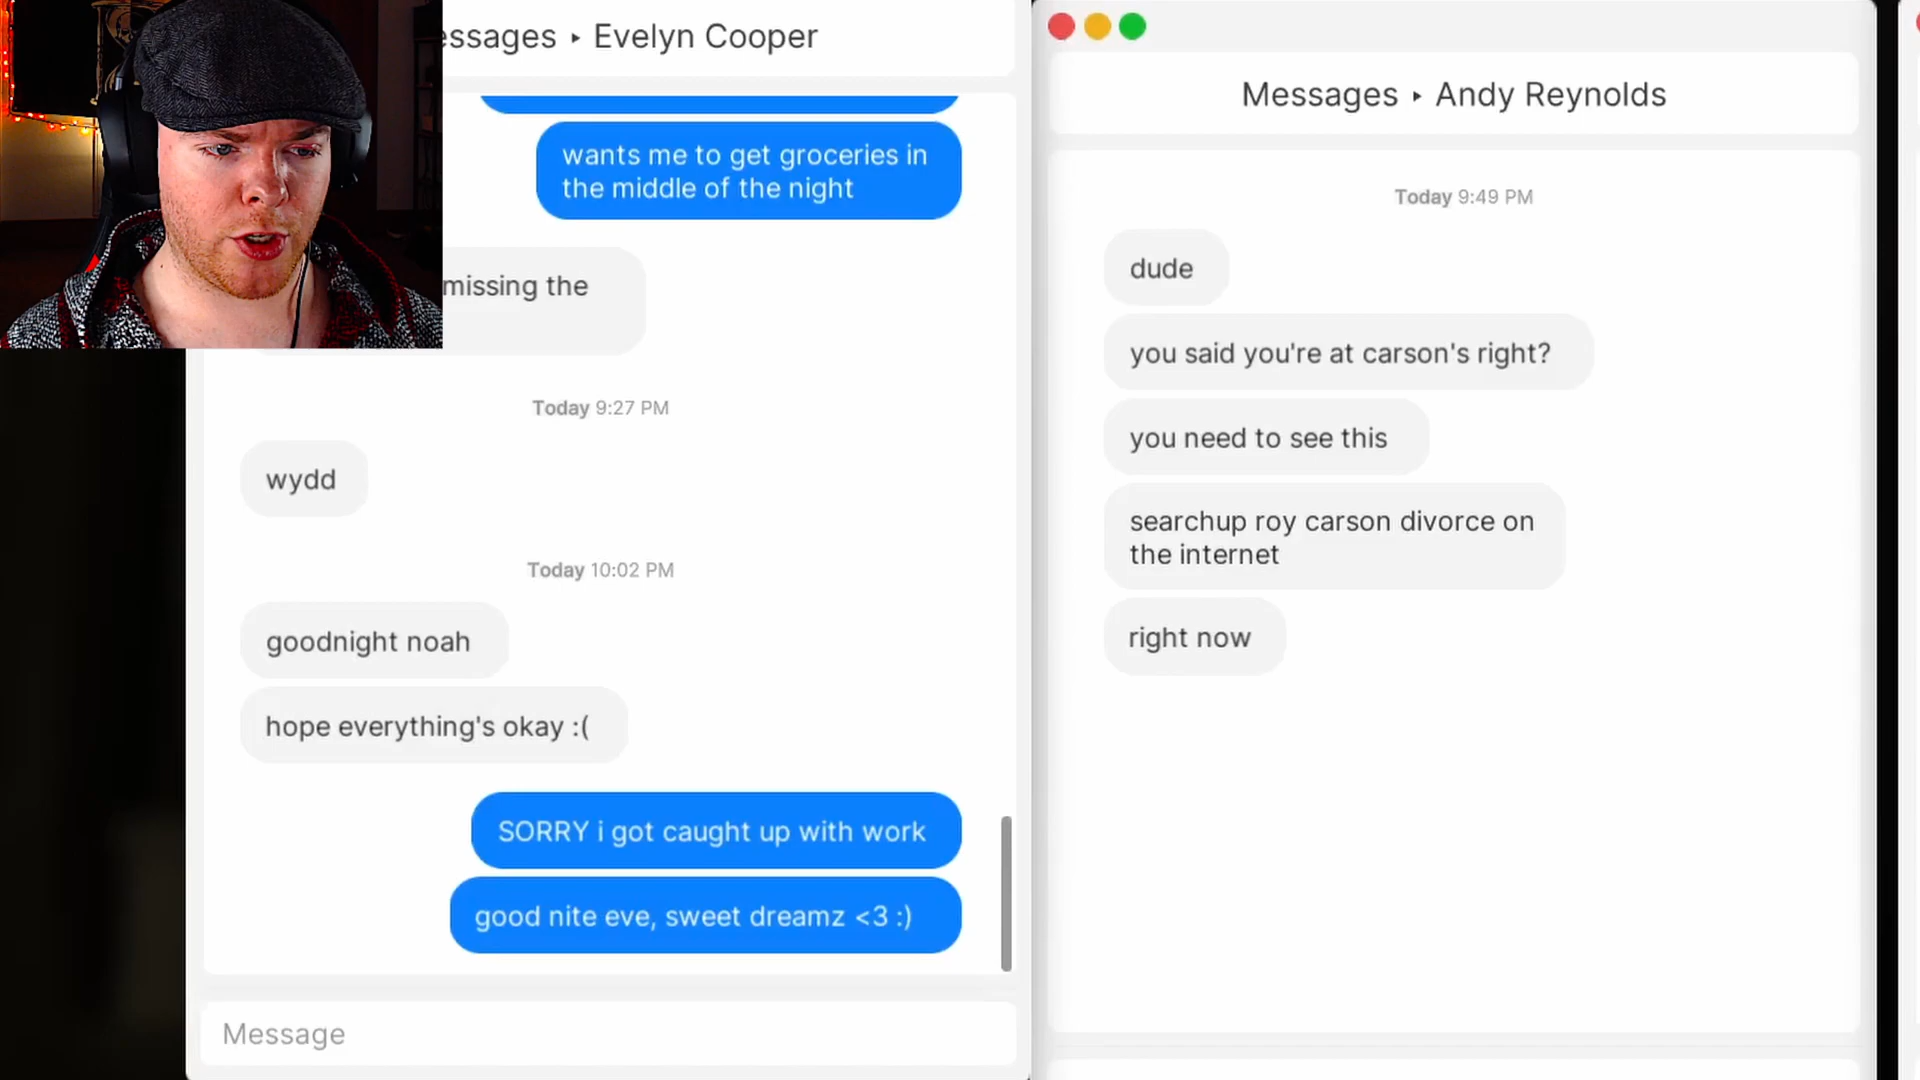 Messages ▸ Andy Reynolds
Evelyn Cooper
wants me to get groceries in
the middle of the night
missing the
Today 9:27 PM
wydd
Today 10:02 PM
goodnight noah
hope everything's okay :(
SORRY i got caught up with work
good nite eve, sweet dreamz <3 :)
Message
Today 9:49 PM
dude
you said you're at carson's right?
you need to see this
searchup roy carson divorce on
the internet
right now